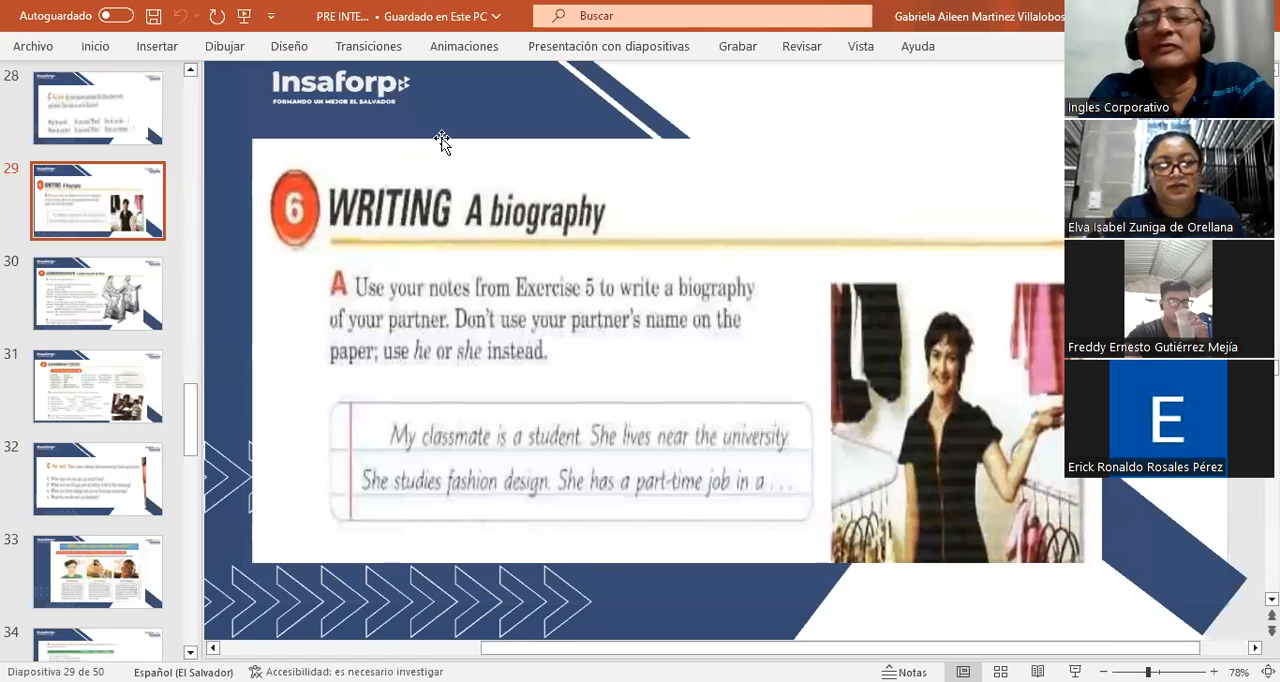 Autoguardado
PRE INTE... • Guardado en Este PC
Buscar
Gabriela Aileen Martinez Villalobos
Archivo Inicio Insertar Dibujar Diseño Transiciones Animaciones Presentación con diapositivas Grabar Revisar Vista Ayuda
28
29
30
31
32
33
34
Insaforp
FORMANDO UN MEJOR EL SALVADOR
6 WRITING A biography
A Use your notes from Exercise 5 to write a biography
of your partner. Don't use your partner's name on the
paper; use he or she instead.
My classmate is a student. She lives near the university.
She studies fashion design. She has a part-time job in a . . .
Ingles Corporativo
Elva Isabel Zuniga de Orellana
Freddy Ernesto Gutiérrez Mejía
E
Erick Ronaldo Rosales Pérez
Diapositiva 29 de 50 Español (El Salvador) Accesibilidad: es necesario investigar Notas 78%